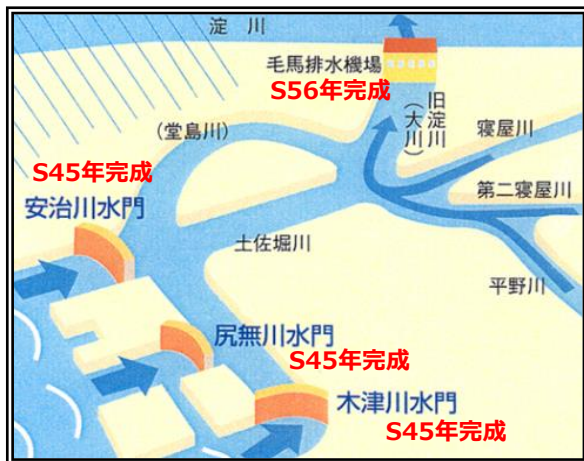 淀 川
毛馬排水機場
S56年完成
旧淀川
（大川）
寝屋川
（堂島川）
S45年完成
安治川水門
第二寝屋川
土佐堀川
平野川
尻無川水門
S45年完成
木津川水門
S45年完成